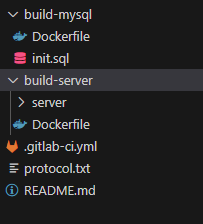 build-mysql
Dockerfile
init.sql
build-server
server
Dockerfile
.gitlab-ci.yml
protocol.txt
README.md